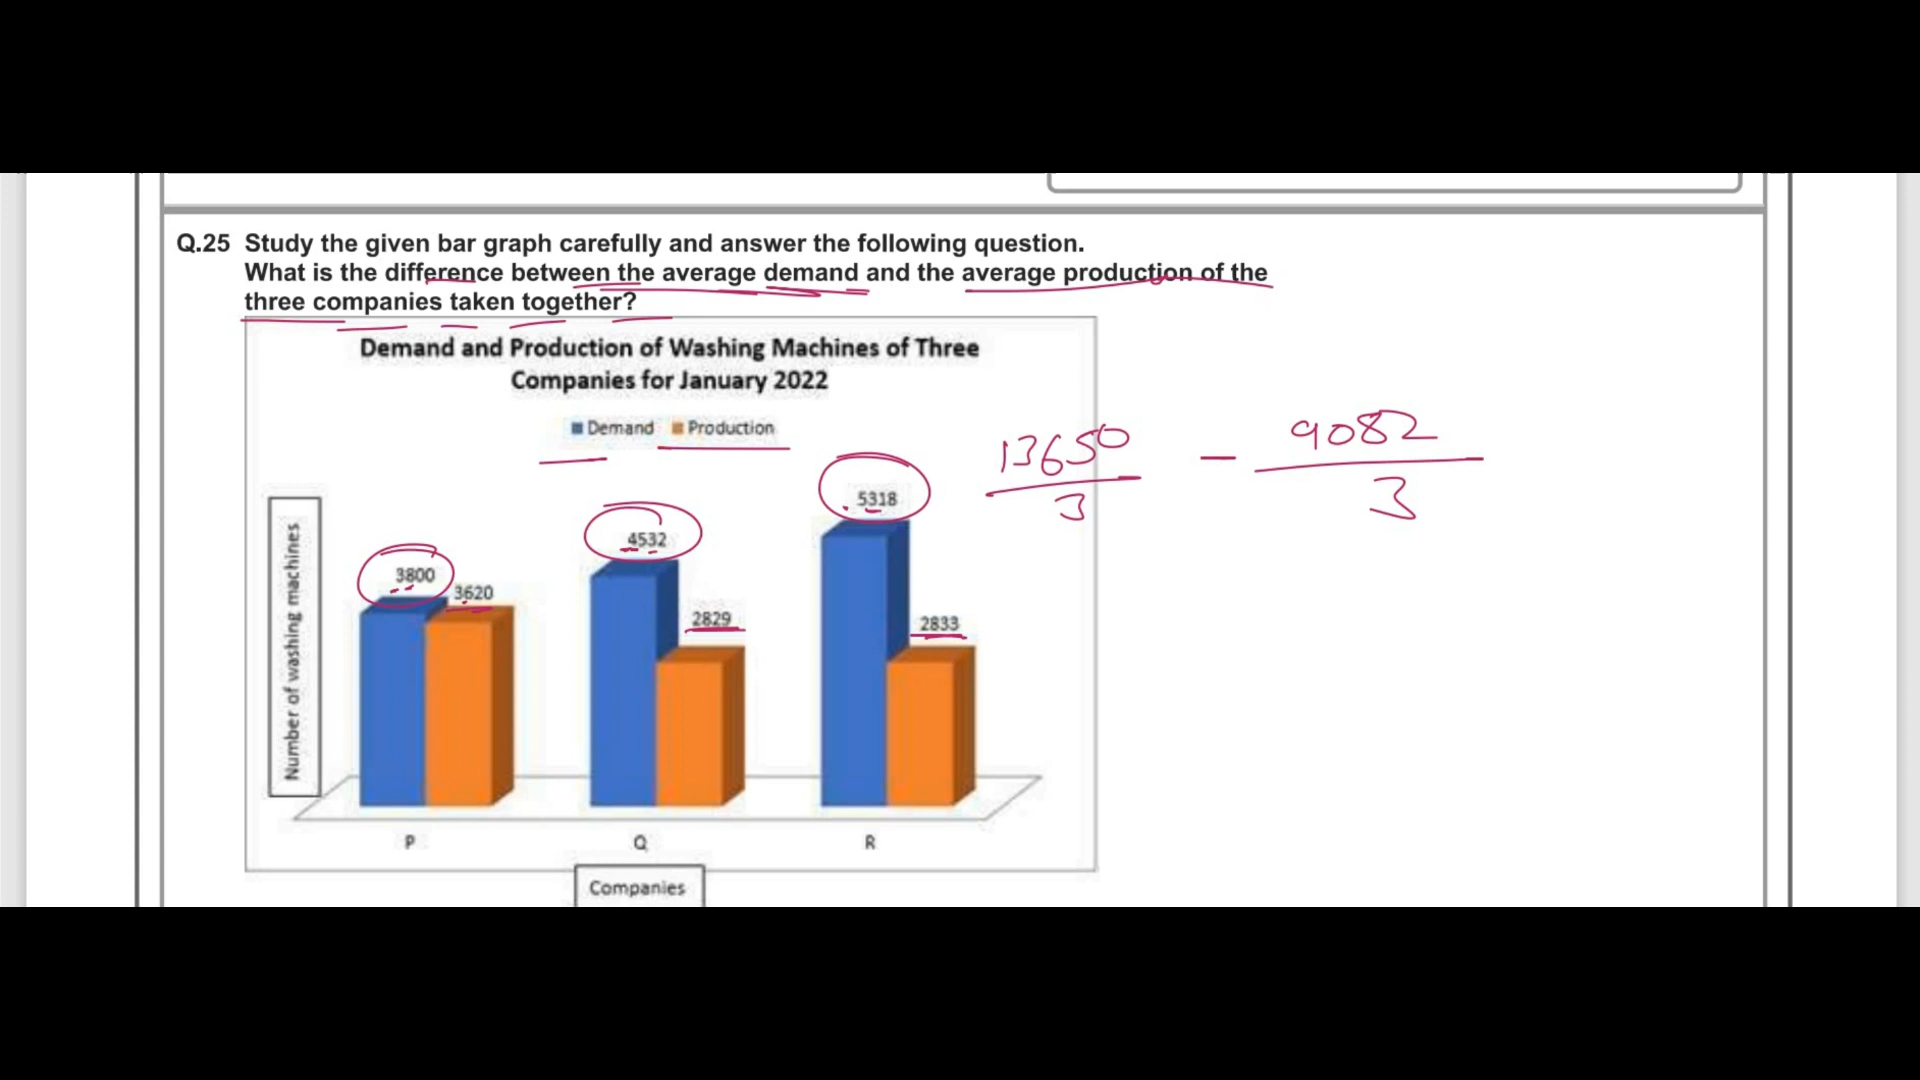 Q.25 Study the given bar graph carefully and answer the following question.
What is the difference between the average demand and the average production of the
three companies taken together?
Demand and Production of Washing Machines of Three
Companies for January 2022
Demand Production
13650
3
-
9082
3
Number of washing machines
3800
3620
4532
2829
5318
2833
P Q R
Companies